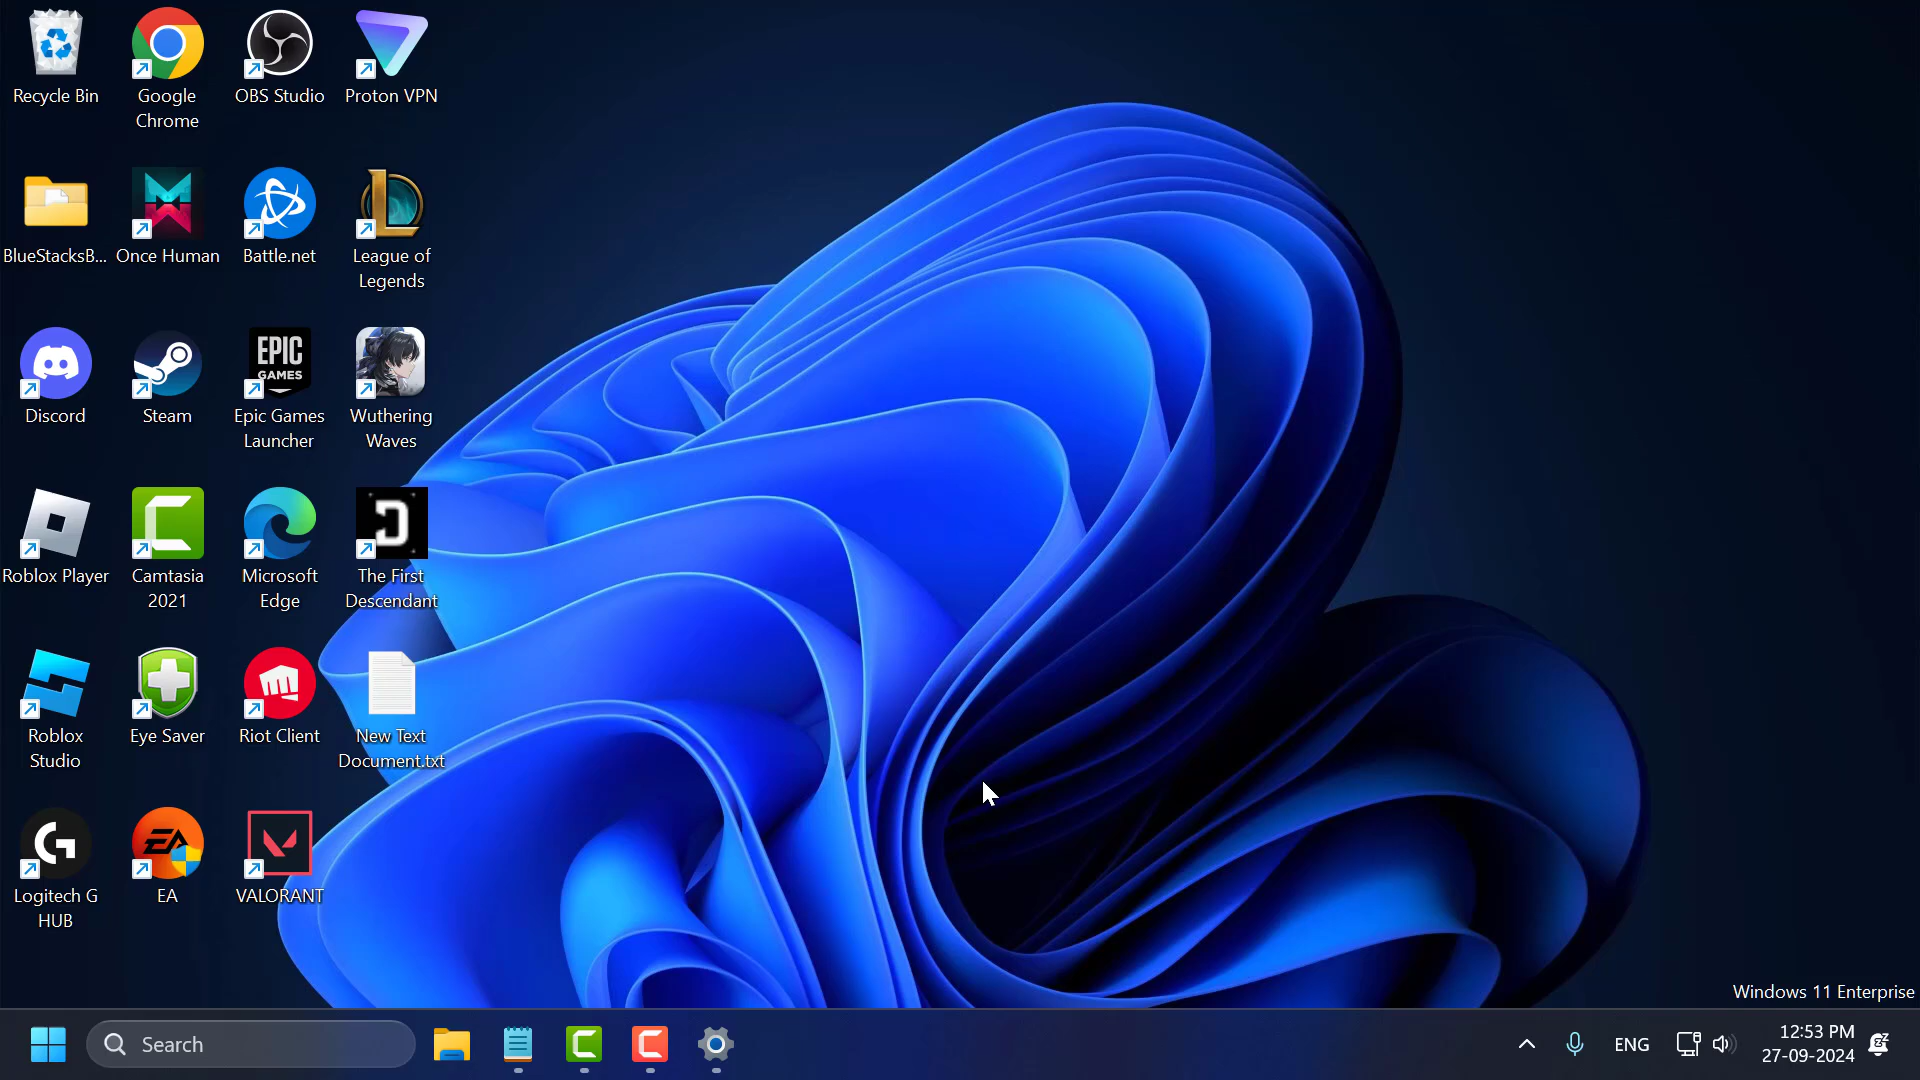 Recycle Bin
Google
Chrome
OBS Studio
Proton VPN
BlueStacksB...
Once Human
Battle.net
League of
Legends
Discord
Steam
EPIC
GAMES
Epic Games
Launcher
Wuthering
Waves
Roblox Player
Camtasia
2021
Microsoft
Edge
The First
Descendant
Roblox
Studio
Eye Saver
Riot Client
New Text
Document.txt
Logitech G
HUB
EA
EA
VALORANT
Windows 11 Enterprise
Search
ENG
12:53 PM
27-09-2024